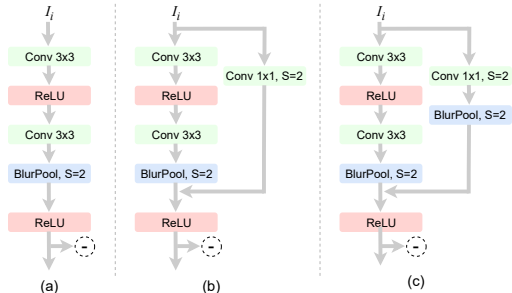 I_i
Conv 3x3
ReLU
Conv 3x3
BlurPool, S=2
ReLU
-
(a)
I_i
Conv 3x3
Conv 1x1, S=2
ReLU
Conv 3x3
BlurPool, S=2
ReLU
-
(b)
I_i
Conv 3x3
Conv 1x1, S=2
ReLU
BlurPool, S=2
Conv 3x3
BlurPool, S=2
ReLU
-
(c)